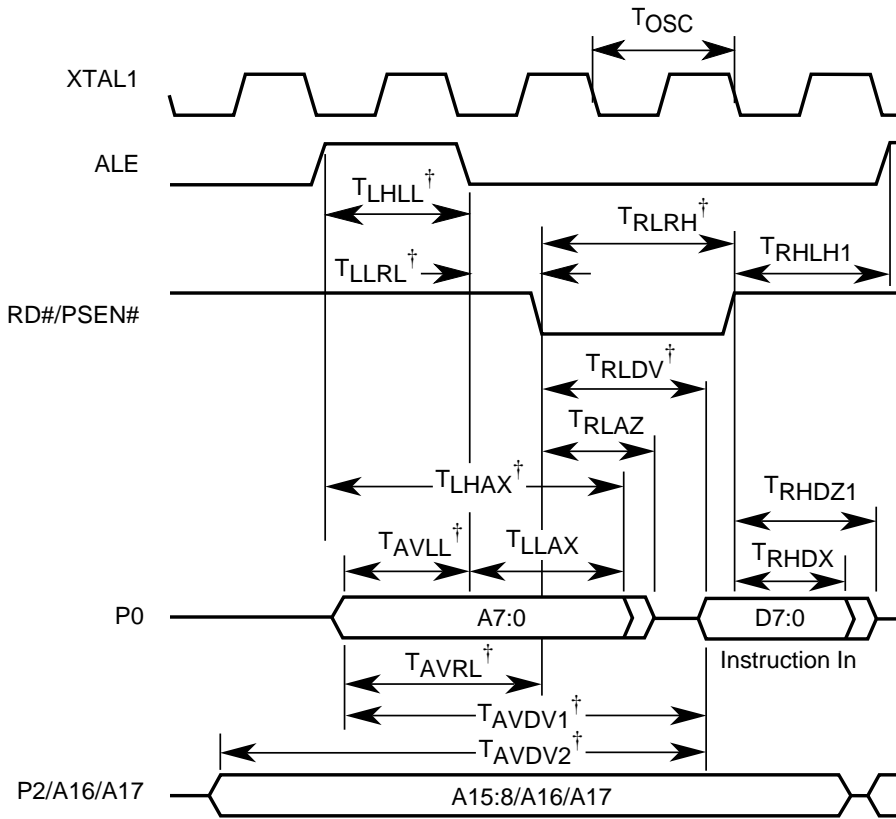 TOSC
XTAL1
ALE
TLHLL†
TRLRH†
TRHLH1
TLLRL†
RD#/PSEN#
TRLDV†
TRLAZ
TLHAX†
TRHDZ1
TAVLL†
TLLAX
TRHDX
P0
A7:0
D7:0
TAVRL†
Instruction In
TAVDV1†
TAVDV2†
P2/A16/A17
A15:8/A16/A17